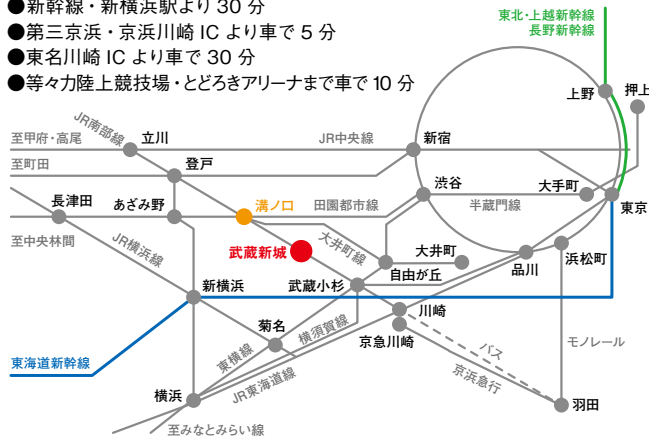 ●新幹線・新横浜駅より 30 分
●第三京浜・京浜川崎 IC より車で 5 分
●東名川崎 IC より車で 30 分
●等々力陸上競技場・とどろきアリーナまで車で 10 分
東北・上越新幹線
長野新幹線
上野
押上
JR南部線
至甲府・高尾
立川
JR中央線
新宿
至町田
登戸
渋谷
大手町
長津田
あざみ野
溝ノ口
田園都市線
半蔵門線
東京
至中央林間
JR横浜線
武蔵新城
大井町線
大井町
自由が丘
品川
浜松町
新横浜
武蔵小杉
川崎
菊名
横須賀線
京急川崎
バス
モノレール
東海道新幹線
東横線
JR東海道線
京浜急行
横浜
羽田
至みなとみらい線